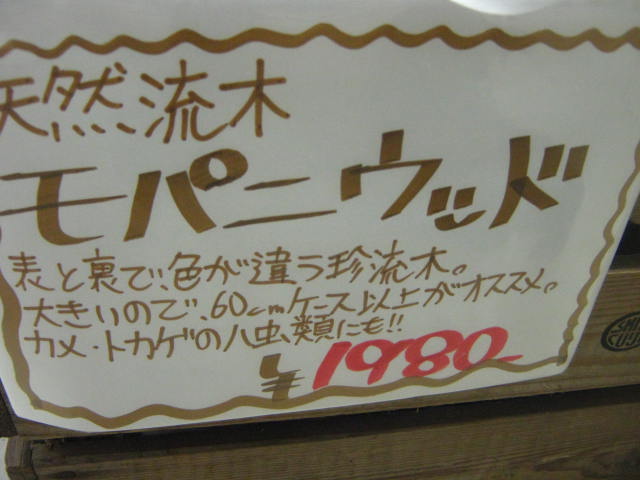 天然流木
モパニウッド
表と裏で、色が違う珍流木。
大きいので、60cmケース以上がオススメ。
カメ・トカゲのハ虫類にも!!
¥1980